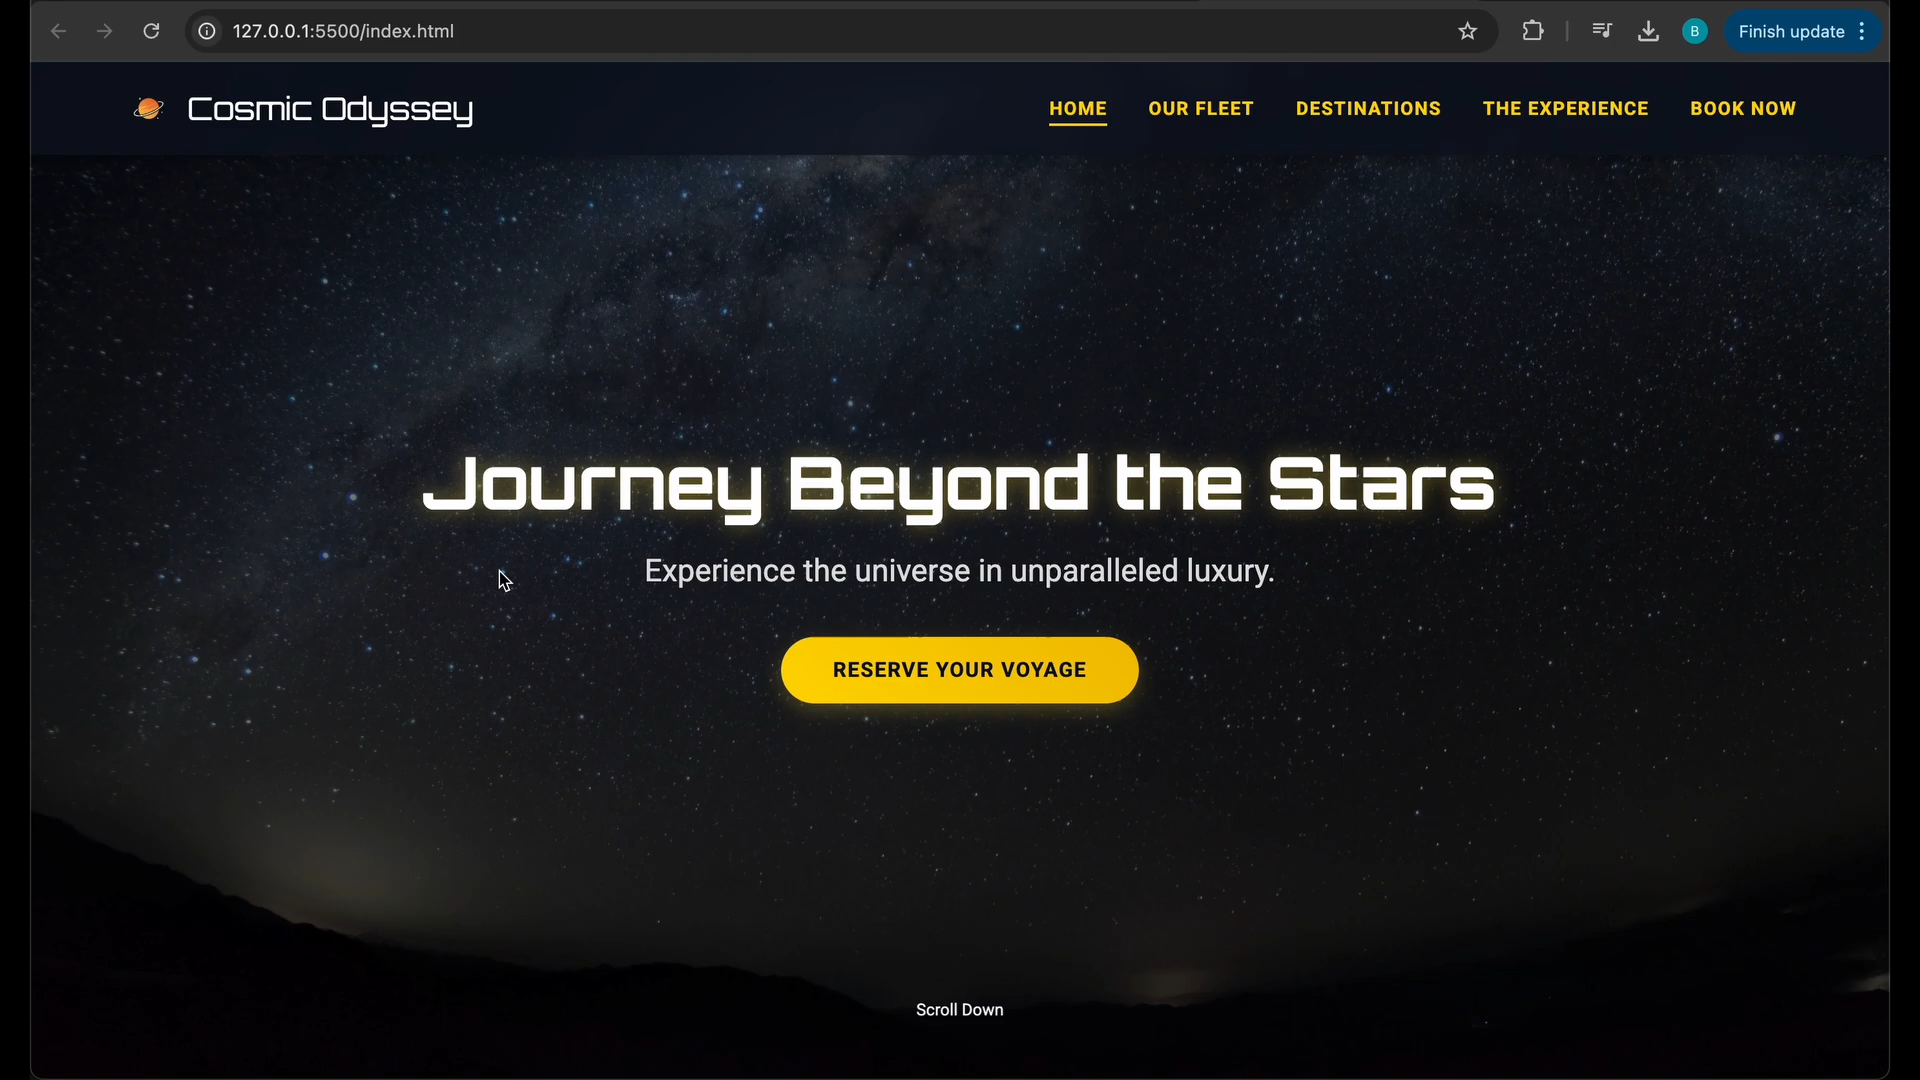 127.0.0.1:5500/index.html
B
Finish update
Cosmic Odyssey
HOME
OUR FLEET
DESTINATIONS
THE EXPERIENCE
BOOK NOW
Journey Beyond the Stars
Experience the universe in unparalleled luxury.
RESERVE YOUR VOYAGE
Scroll Down